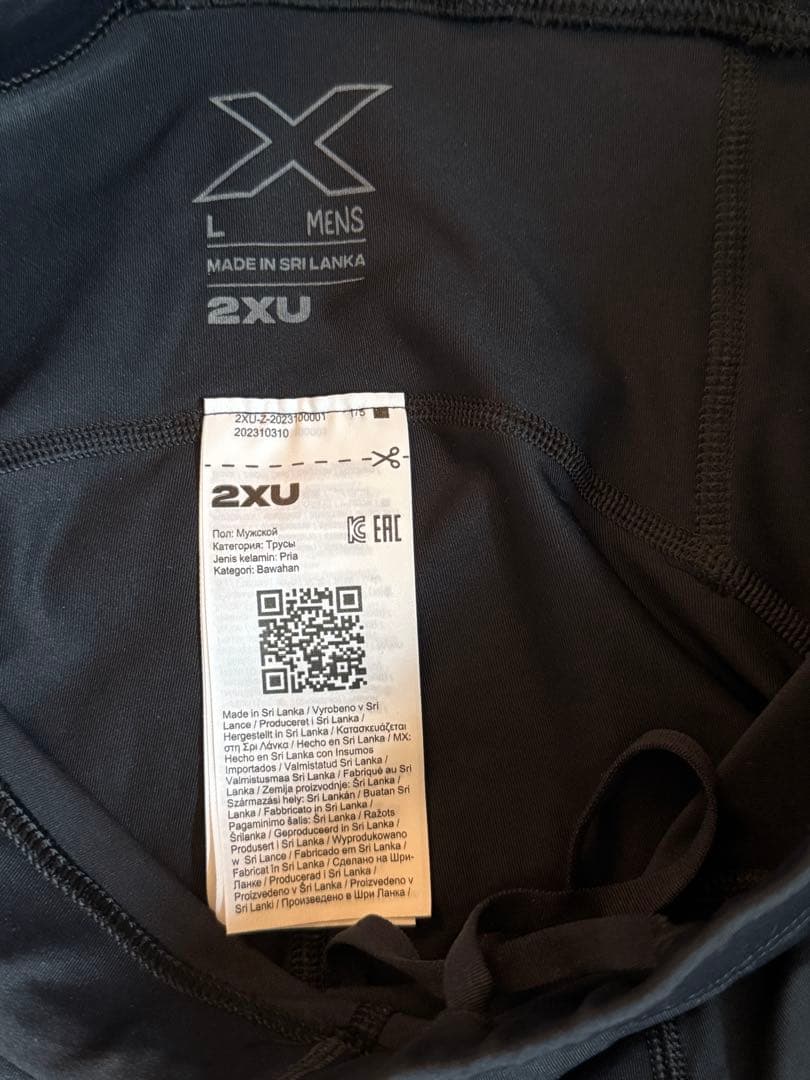 L MENS
MADE IN SRI LANKA
2XU
2XU-Z-2023100001 1/5
202310310
2XU
EAC
Пол: Мужской
Категория: Трусы
Jenis kelamin: Pria
Kategori: Bawahan
Made in Sri Lanka / Vyrobeno v Sri
Lance / Produceret i Sri Lanka /
Hergestellt in Sri Lanka / Κατασκευάζεται
στη Σρι Λάνκα / Hecho en Sri Lanka / MX:
Hecho en Sri Lanka con Insumos
Importados / Valmistatud Sri Lanka /
Valmistusmaa Sri Lanka / Fabriqué au Sri
Lanka / Zemlja proizvodnje: Šri Lanka /
Származási hely: Srí Lankán / Buatan Sri
Lanka / Fabbricato in Sri Lanka /
Pagaminimo šalis: Šri Lanka / Ražots
Šrilanka / Geproduceerd in Sri Lanka /
Produsert i Sri Lanka / Wyprodukowano
w Sri Lance / Fabricado em Sri Lanka /
Fabricat în Sri Lanka / Сделано на Шри-
Ланке / Producerad i Sri Lanka /
Proizvedeno v Šri Lanka / Proizvedeno v
Sri Lanki / Произведено в Шри Ланка /